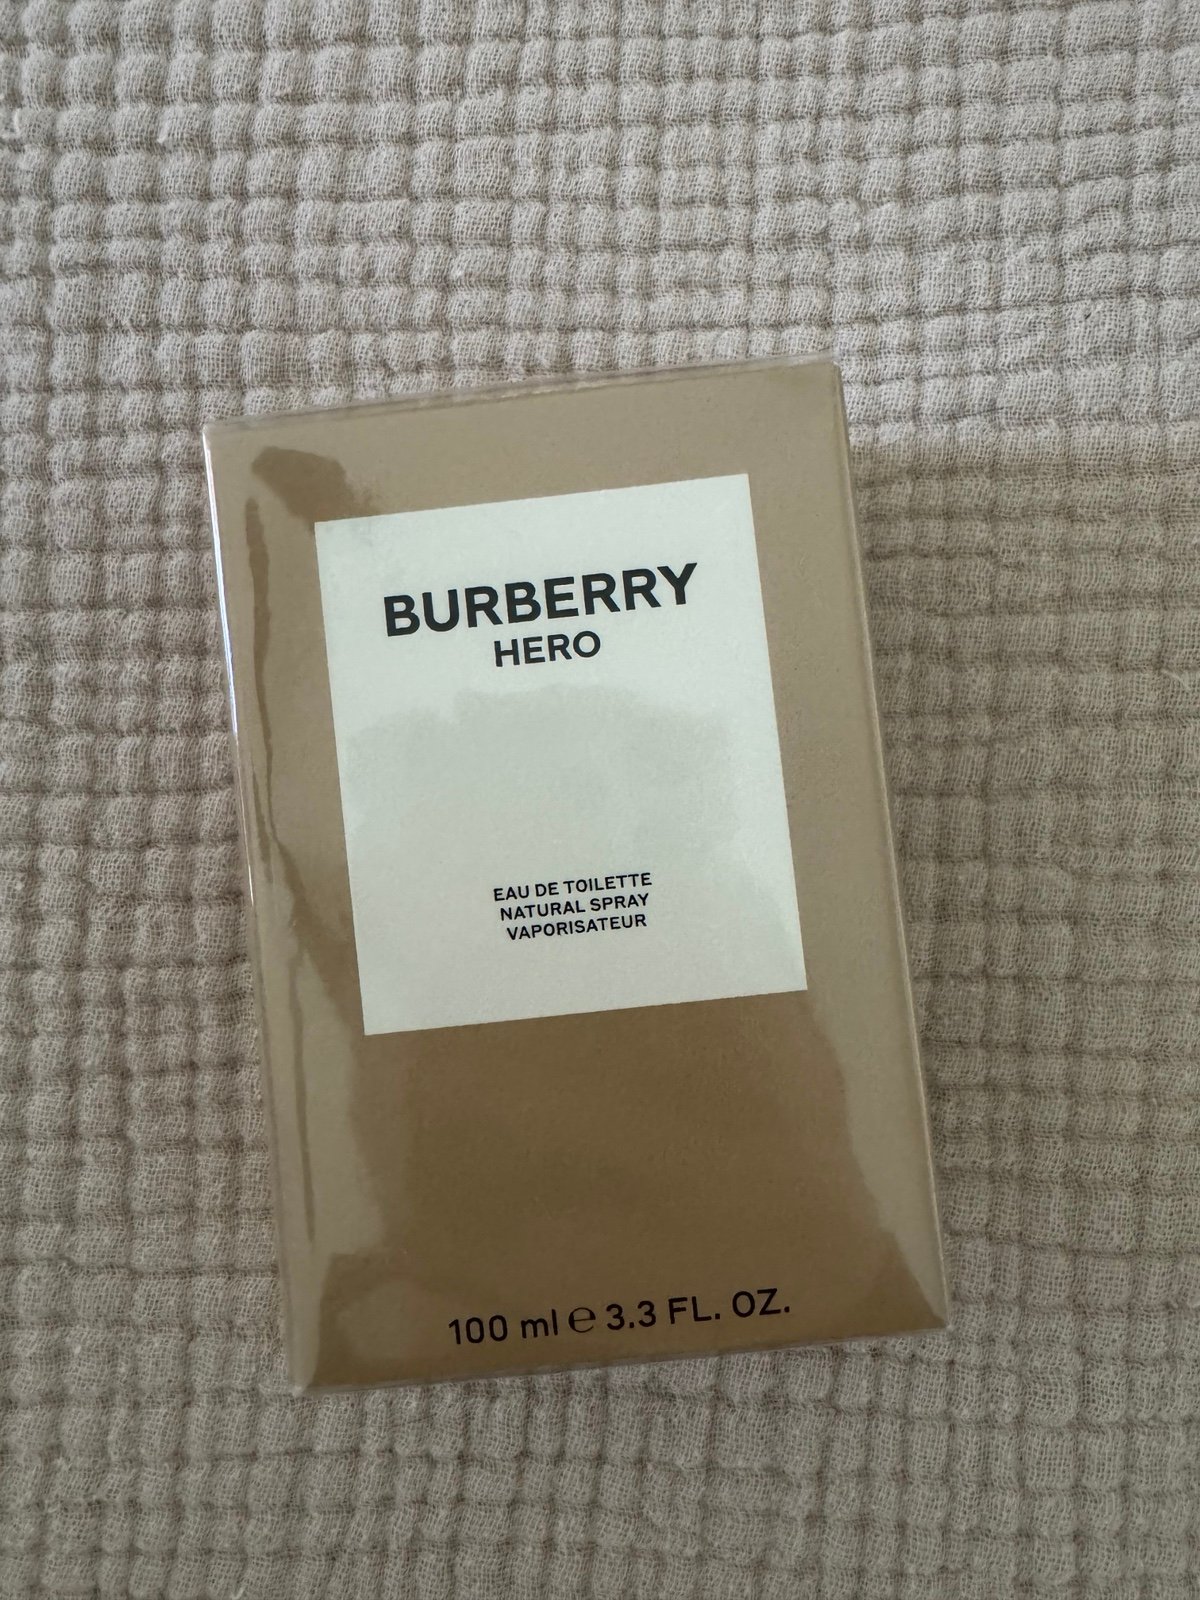 BURBERRY
HERO
EAU DE TOILETTE
NATURAL SPRAY
VAPORISATEUR
100 ml ℮ 3.3 FL. OZ.